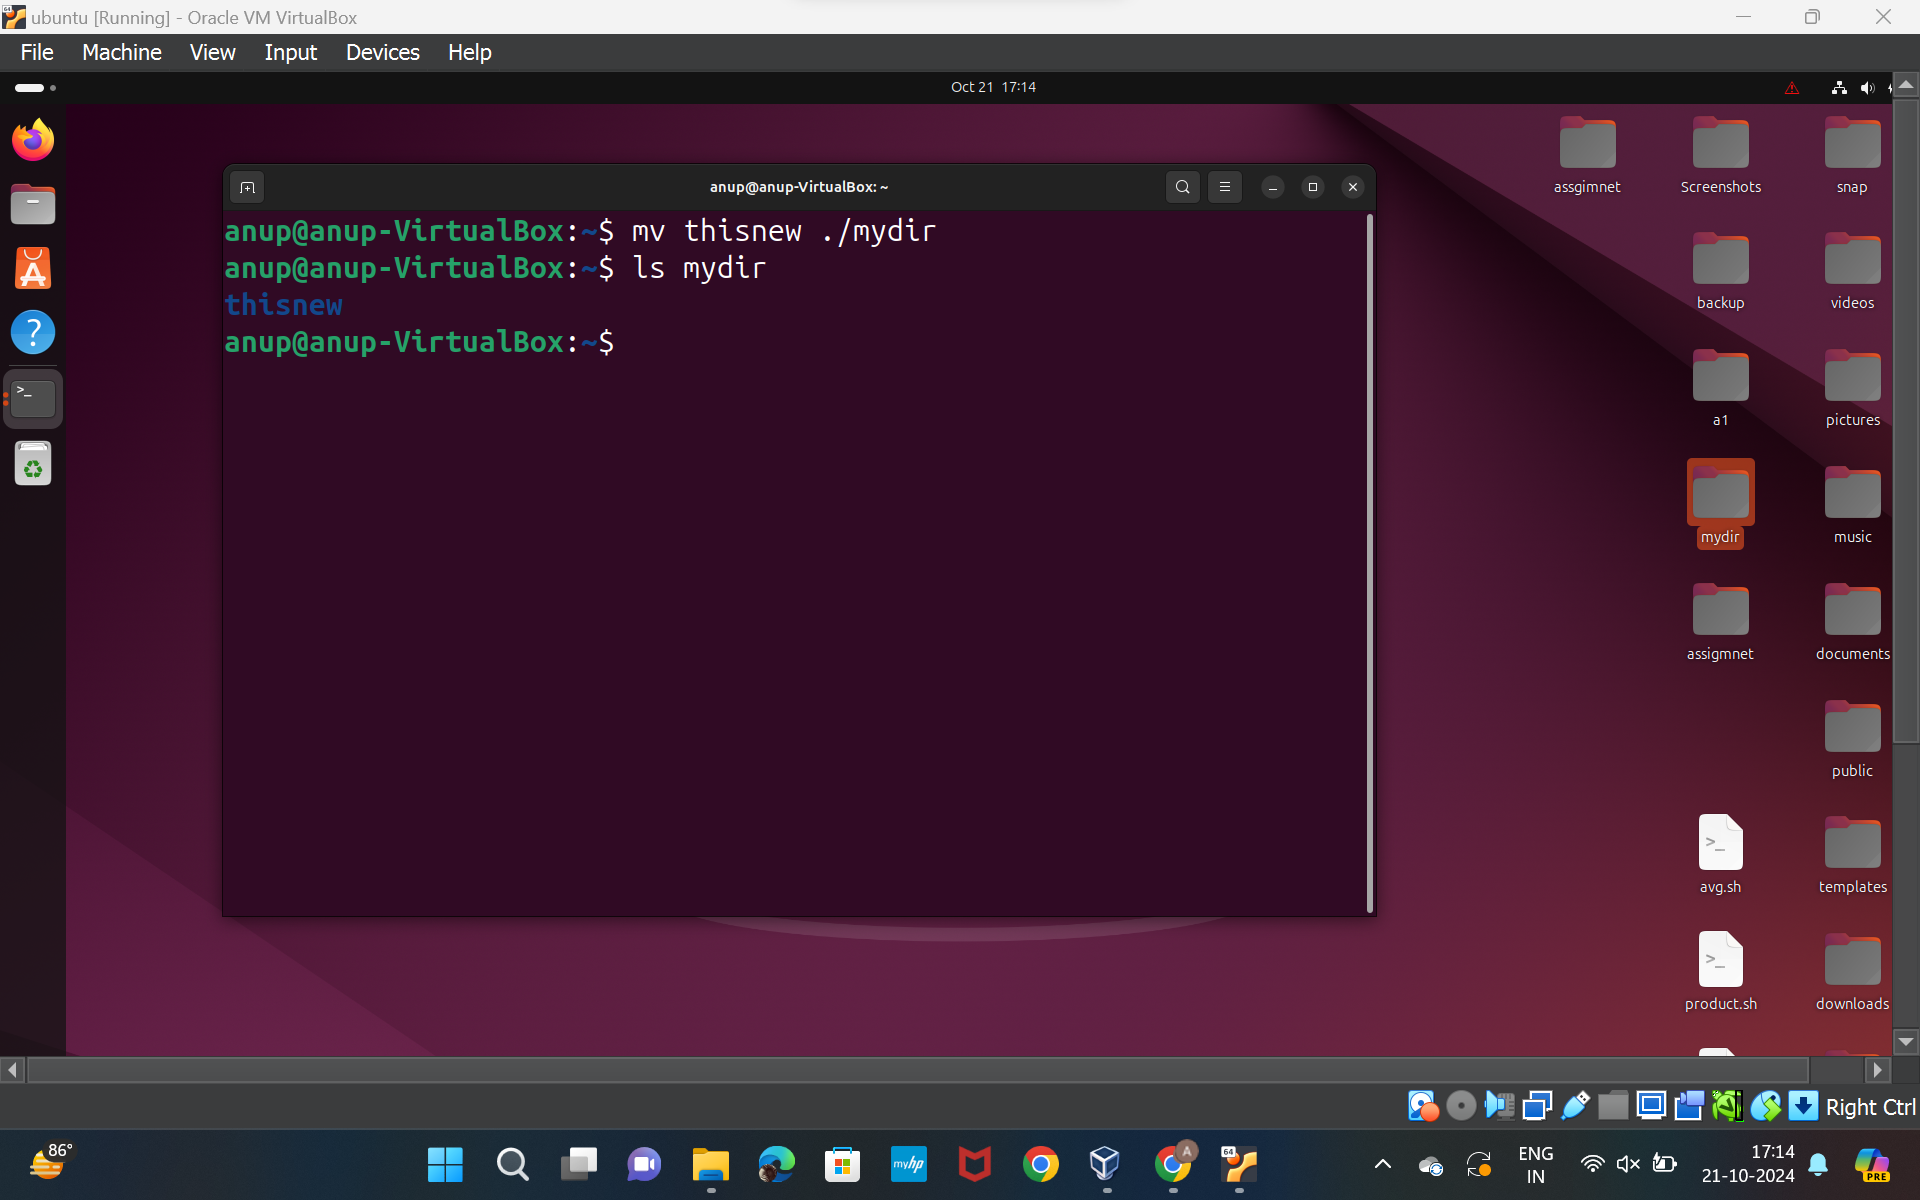 ubuntu [Running] - Oracle VM VirtualBox
File Machine View Input Devices Help
Oct 21 17:14
anup@anup-VirtualBox: ~
anup@anup-VirtualBox:~$ mv thisnew ./mydir
anup@anup-VirtualBox:~$ ls mydir
thisnew
anup@anup-VirtualBox:~$
assgimnet Screenshots snap
backup videos
a1 pictures
mydir music
assigmnet documents
public
avg.sh templates
product.sh downloads
Right Ctrl
86°
myhp
64
A
ENG
IN
17:14
21-10-2024
PRE